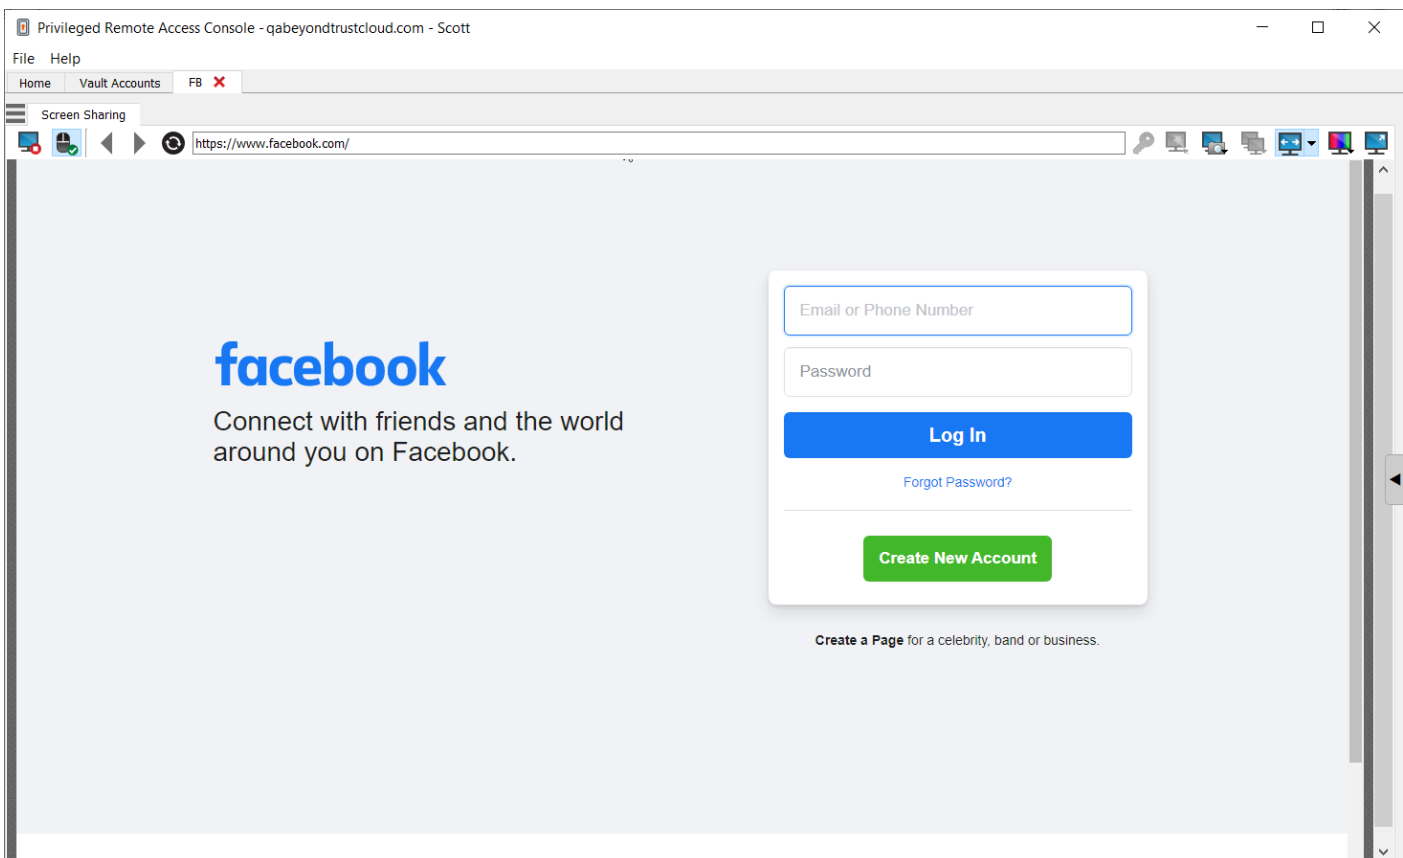 Privileged Remote Access Console - qabeyondtrustcloud.com - Scott
File Help
Home Vault Accounts FB
Screen Sharing
https://www.facebook.com/
Email or Phone Number
Password
facebook
Connect with friends and the world
around you on Facebook.
Log In
Forgot Password?
Create New Account
Create a Page for a celebrity, band or business.